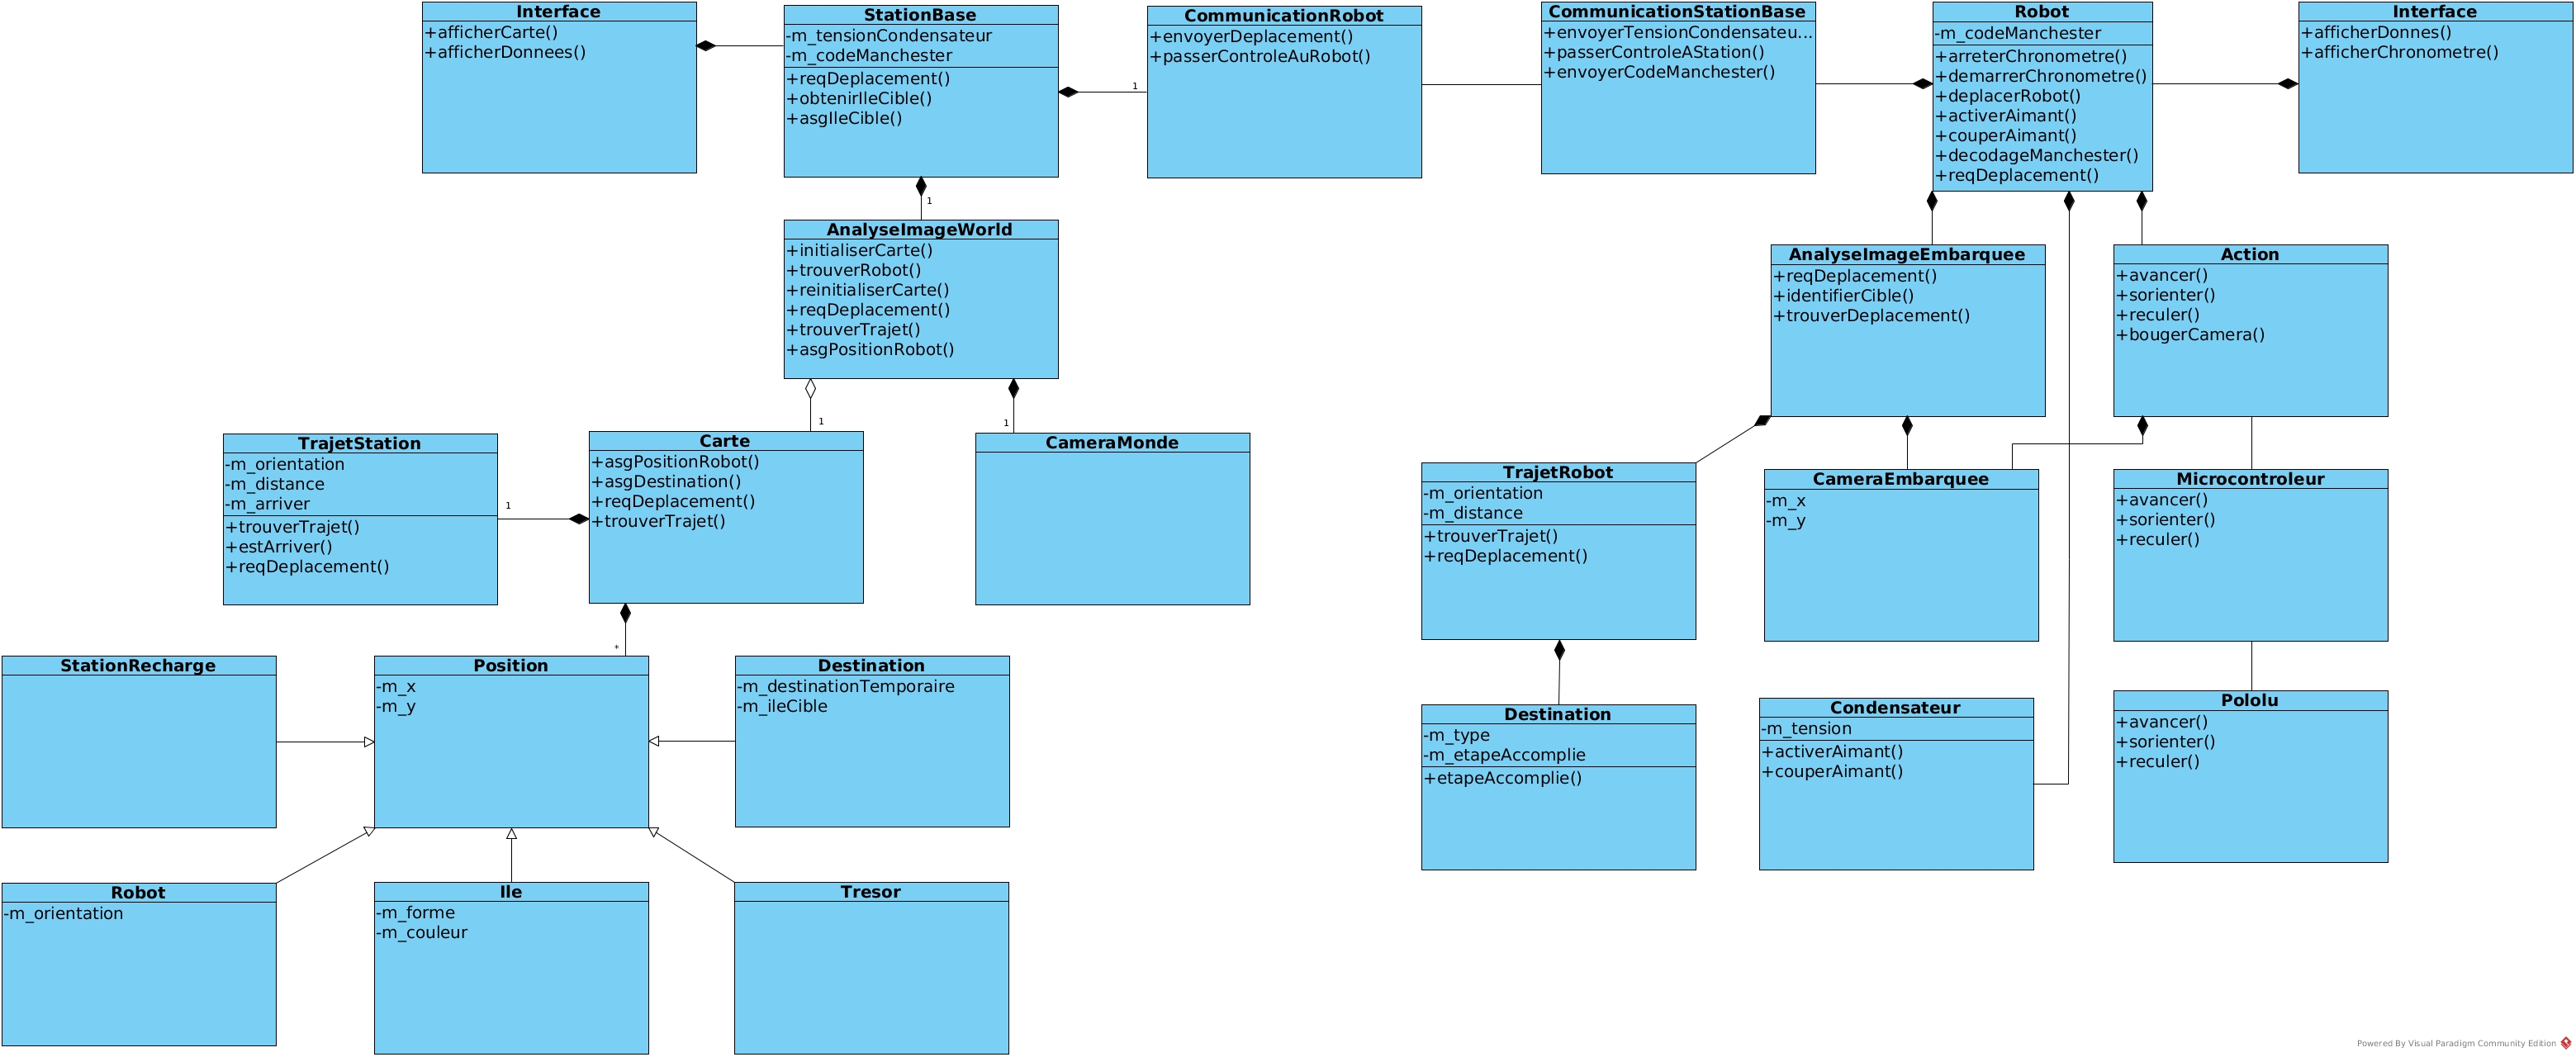 Interface
+afficherCarte()
+afficherDonnees()
StationBase
-m_tensionCondensateur
-m_codeManchester
+reqDeplacement()
+obtenirIleCible()
+asgIleCible()
CommunicationRobot
+envoyerDeplacement()
+passerControleAuRobot()
CommunicationStationBase
+envoyerTensionCondensateu...
+passerControleAStation()
+envoyerCodeManchester()
Robot
-m_codeManchester
+arreterChronometre()
+demarrerChronometre()
+deplacerRobot()
+activerAimant()
+couperAimant()
+decodageManchester()
+reqDeplacement()
Interface
+afficherDonnes()
+afficherChronometre()
1
1
AnalyseImageWorld
+initialiserCarte()
+trouverRobot()
+reinitialiserCarte()
+reqDeplacement()
+trouverTrajet()
+asgPositionRobot()
AnalyseImageEmbarquee
+reqDeplacement()
+identifierCible()
+trouverDeplacement()
Action
+avancer()
+sorienter()
+reculer()
+bougerCamera()
1
1
TrajetStation
-m_orientation
-m_distance
-m_arriver
+trouverTrajet()
+estArriver()
+reqDeplacement()
1
Carte
+asgPositionRobot()
+asgDestination()
+reqDeplacement()
+trouverTrajet()
CameraMonde
TrajetRobot
-m_orientation
-m_distance
+trouverTrajet()
+reqDeplacement()
CameraEmbarquee
-m_x
-m_y
Microcontroleur
+avancer()
+sorienter()
+reculer()
*
StationRecharge
Position
-m_x
-m_y
Destination
-m_destinationTemporaire
-m_ileCible
Destination
-m_type
-m_etapeAccomplie
+etapeAccomplie()
Condensateur
-m_tension
+activerAimant()
+couperAimant()
Pololu
+avancer()
+sorienter()
+reculer()
Robot
-m_orientation
Ile
-m_forme
-m_couleur
Tresor
Powered By Visual Paradigm Community Edition